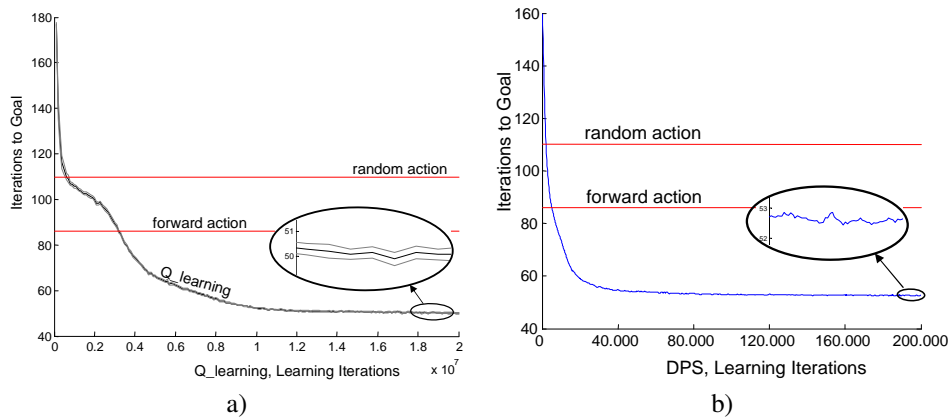 180
160
140
120
100
80
60
40
Iterations to Goal
random action
forward action
51
50
Q_learning
0 0.2 0.4 0.6 0.8 1 1.2 1.4 1.6 1.8 2
x 10^7
Q_learning, Learning Iterations
a)
160
140
120
100
80
60
40
Iterations to Goal
random action
forward action
53
52
0 40.000 80.000 120.000 160.000 200.000
DPS, Learning Iterations
b)